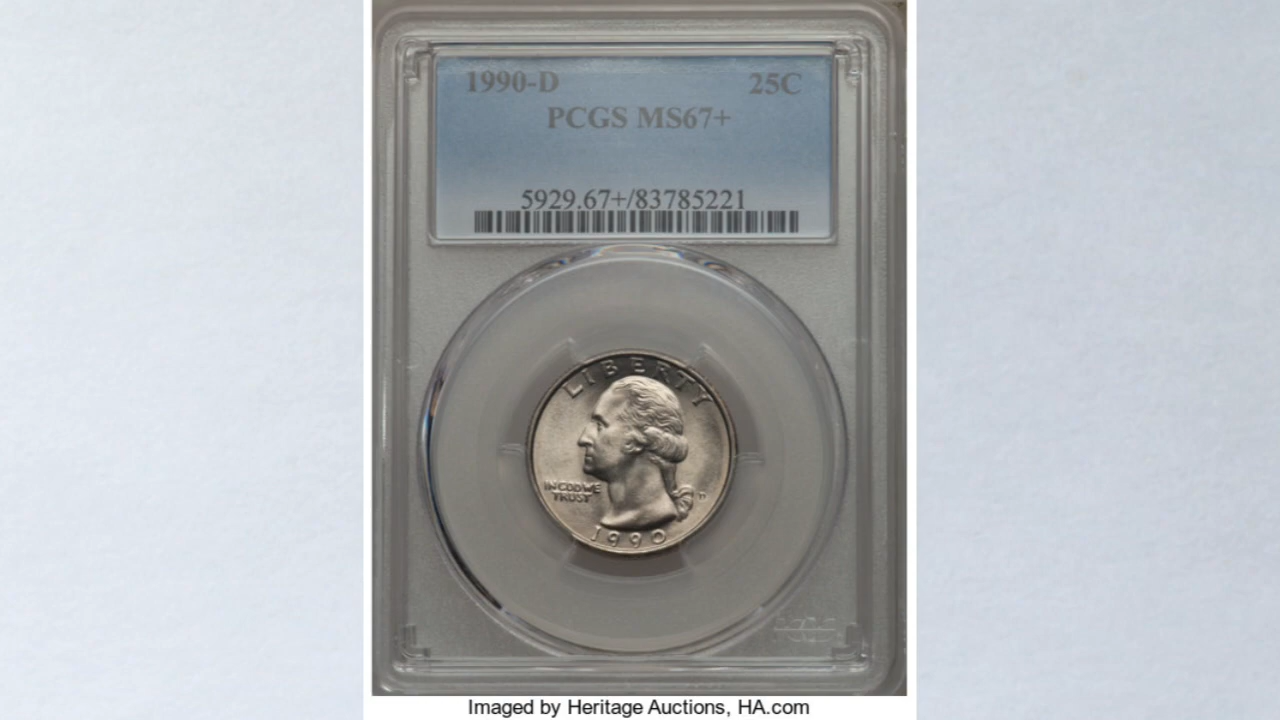 1990-D 25C
PCGS MS67+
5929.67+/83785221
LIBERTY
IN GOD WE
TRUST
D
1990
PCGS
Imaged by Heritage Auctions, HA.com